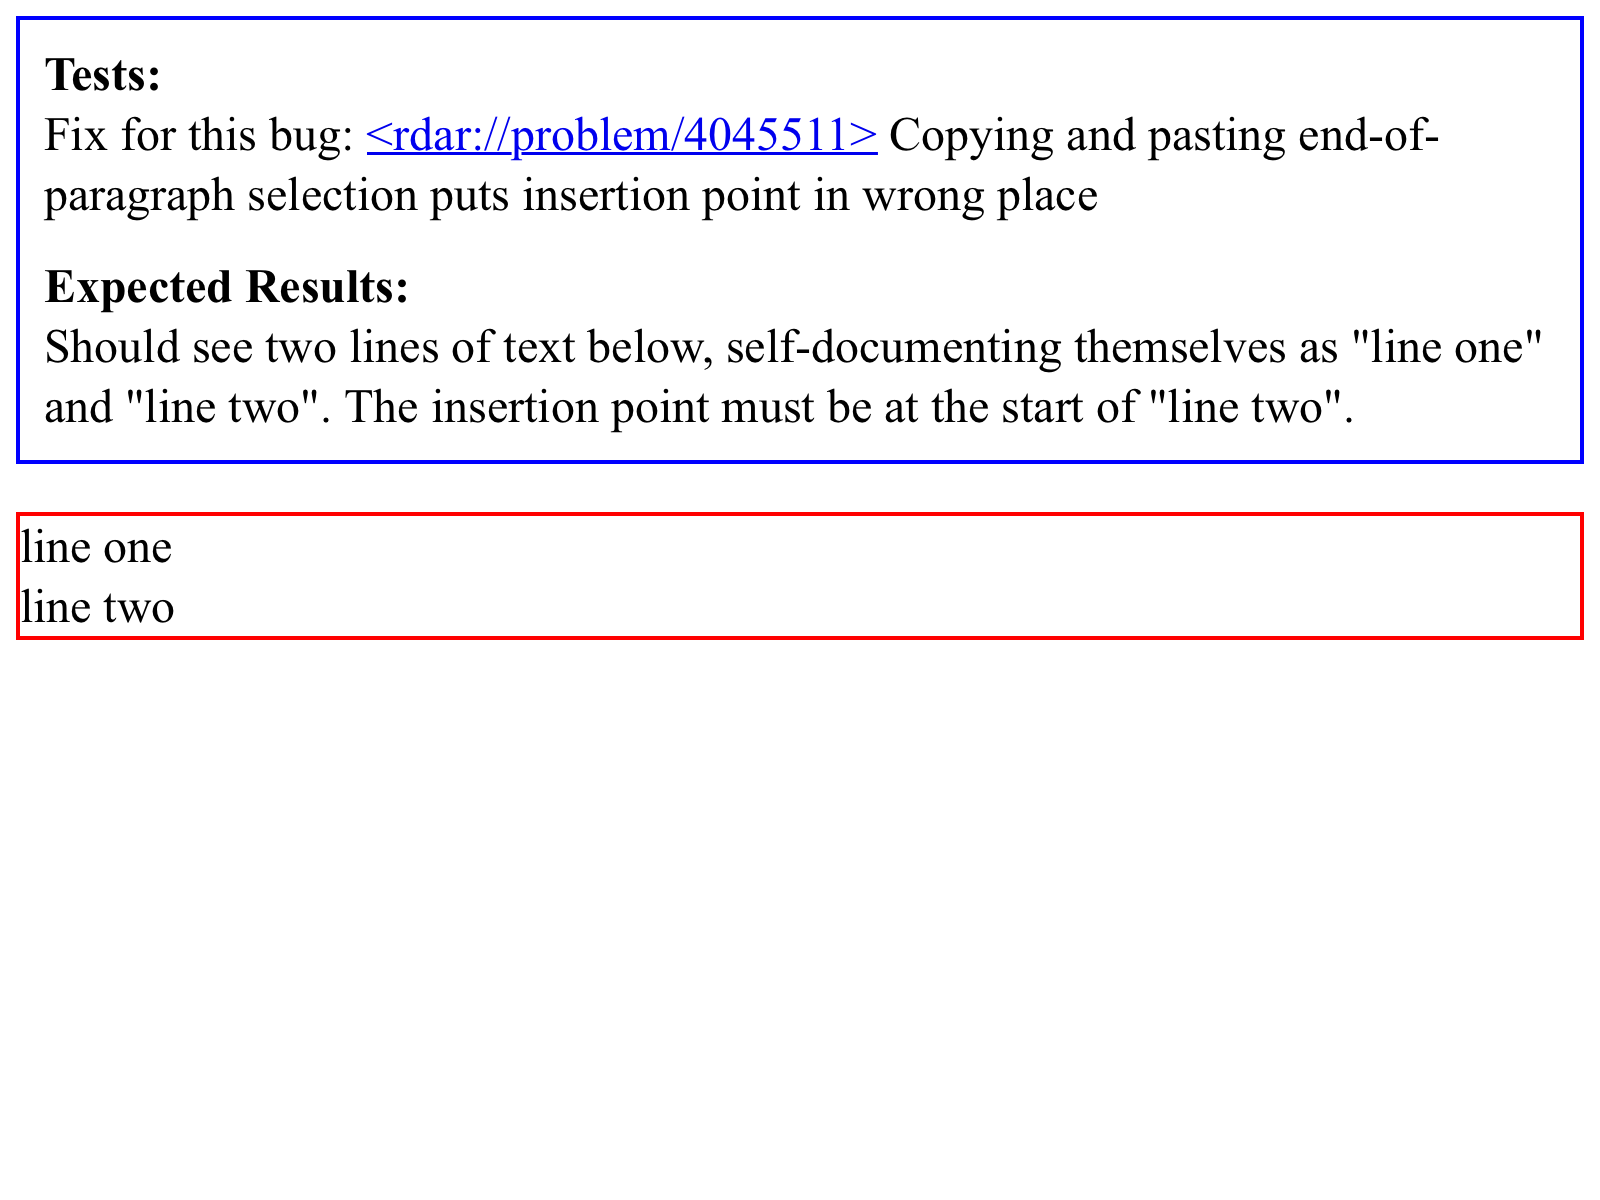 Tests:
Fix for this bug: <rdar://problem/4045511> Copying and pasting end-of-
paragraph selection puts insertion point in wrong place
Expected Results:
Should see two lines of text below, self-documenting themselves as "line one"
and "line two". The insertion point must be at the start of "line two".
line one
line two